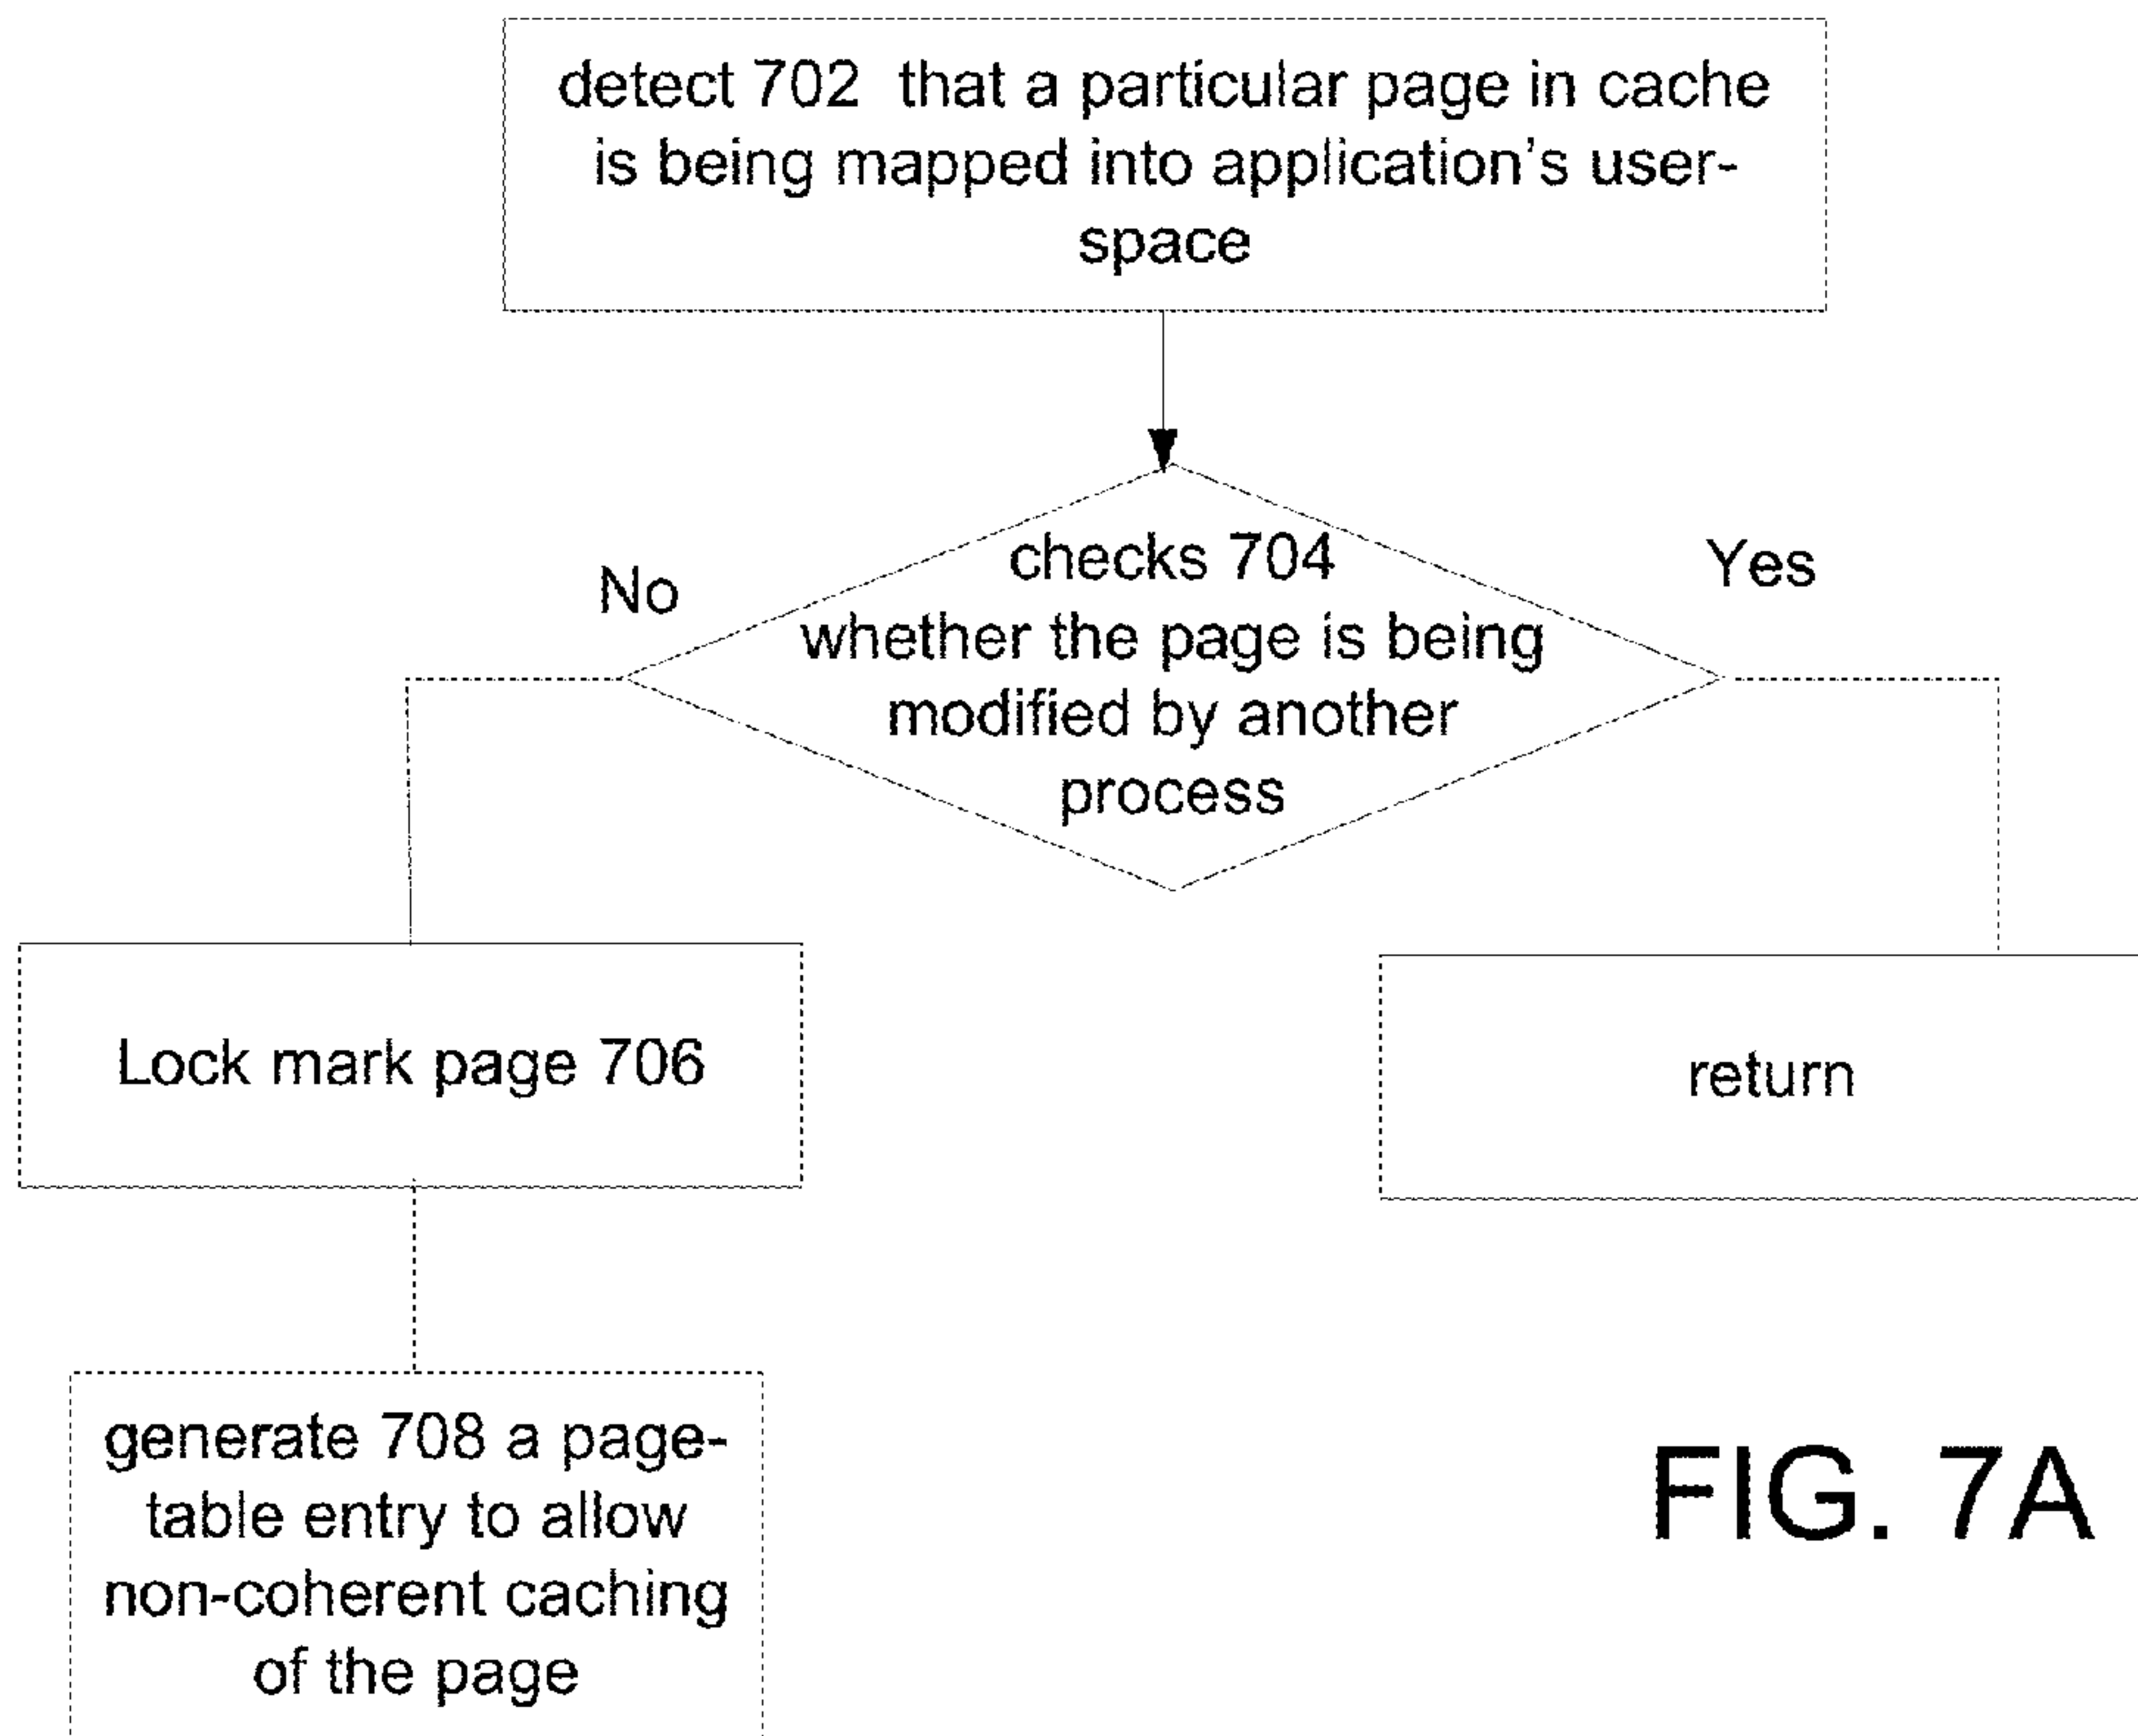 detect 702 that a particular page in cache
is being mapped into application's user-
space
checks 704
whether the page is being
modified by another
process
No
Yes
Lock mark page 706
return
generate 708 a page-
table entry to allow
non-coherent caching
of the page
FIG. 7A